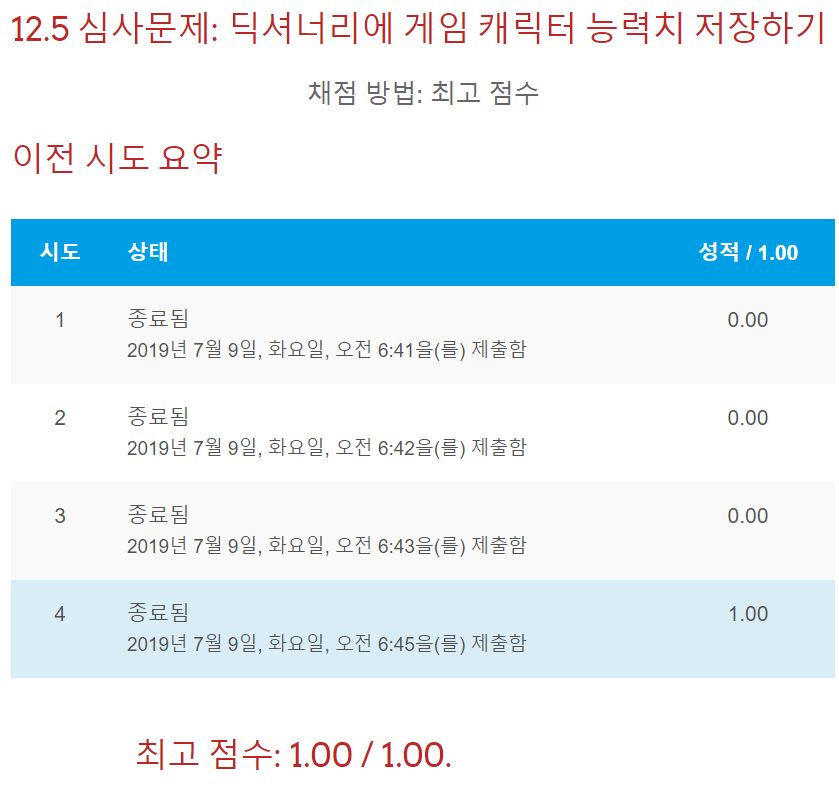 12.5 심사문제: 딕셔너리에 게임 캐릭터 능력치 저장하기
채점 방법: 최고 점수
이전 시도 요약
시도 상태 성적 / 1.00
1 종료됨 0.00
2019년 7월 9일, 화요일, 오전 6:41을(를) 제출함
2 종료됨 0.00
2019년 7월 9일, 화요일, 오전 6:42을(를) 제출함
3 종료됨 0.00
2019년 7월 9일, 화요일, 오전 6:43을(를) 제출함
4 종료됨 1.00
2019년 7월 9일, 화요일, 오전 6:45을(를) 제출함
최고 점수: 1.00 / 1.00.